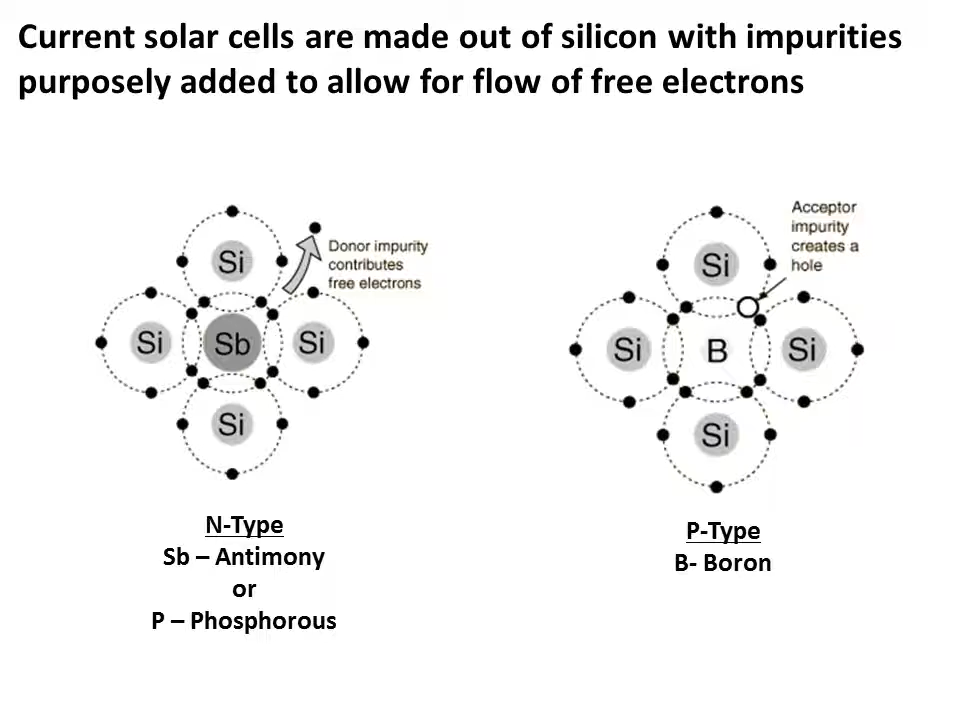 Current solar cells are made out of silicon with impurities
purposely added to allow for flow of free electrons
Si
Donor impurity
contributes
free electrons
Si
Sb
Si
Si
N-Type
Sb – Antimony
or
P – Phosphorous
Acceptor
impurity
creates a
hole
Si
Si
B
Si
Si
P-Type
B- Boron